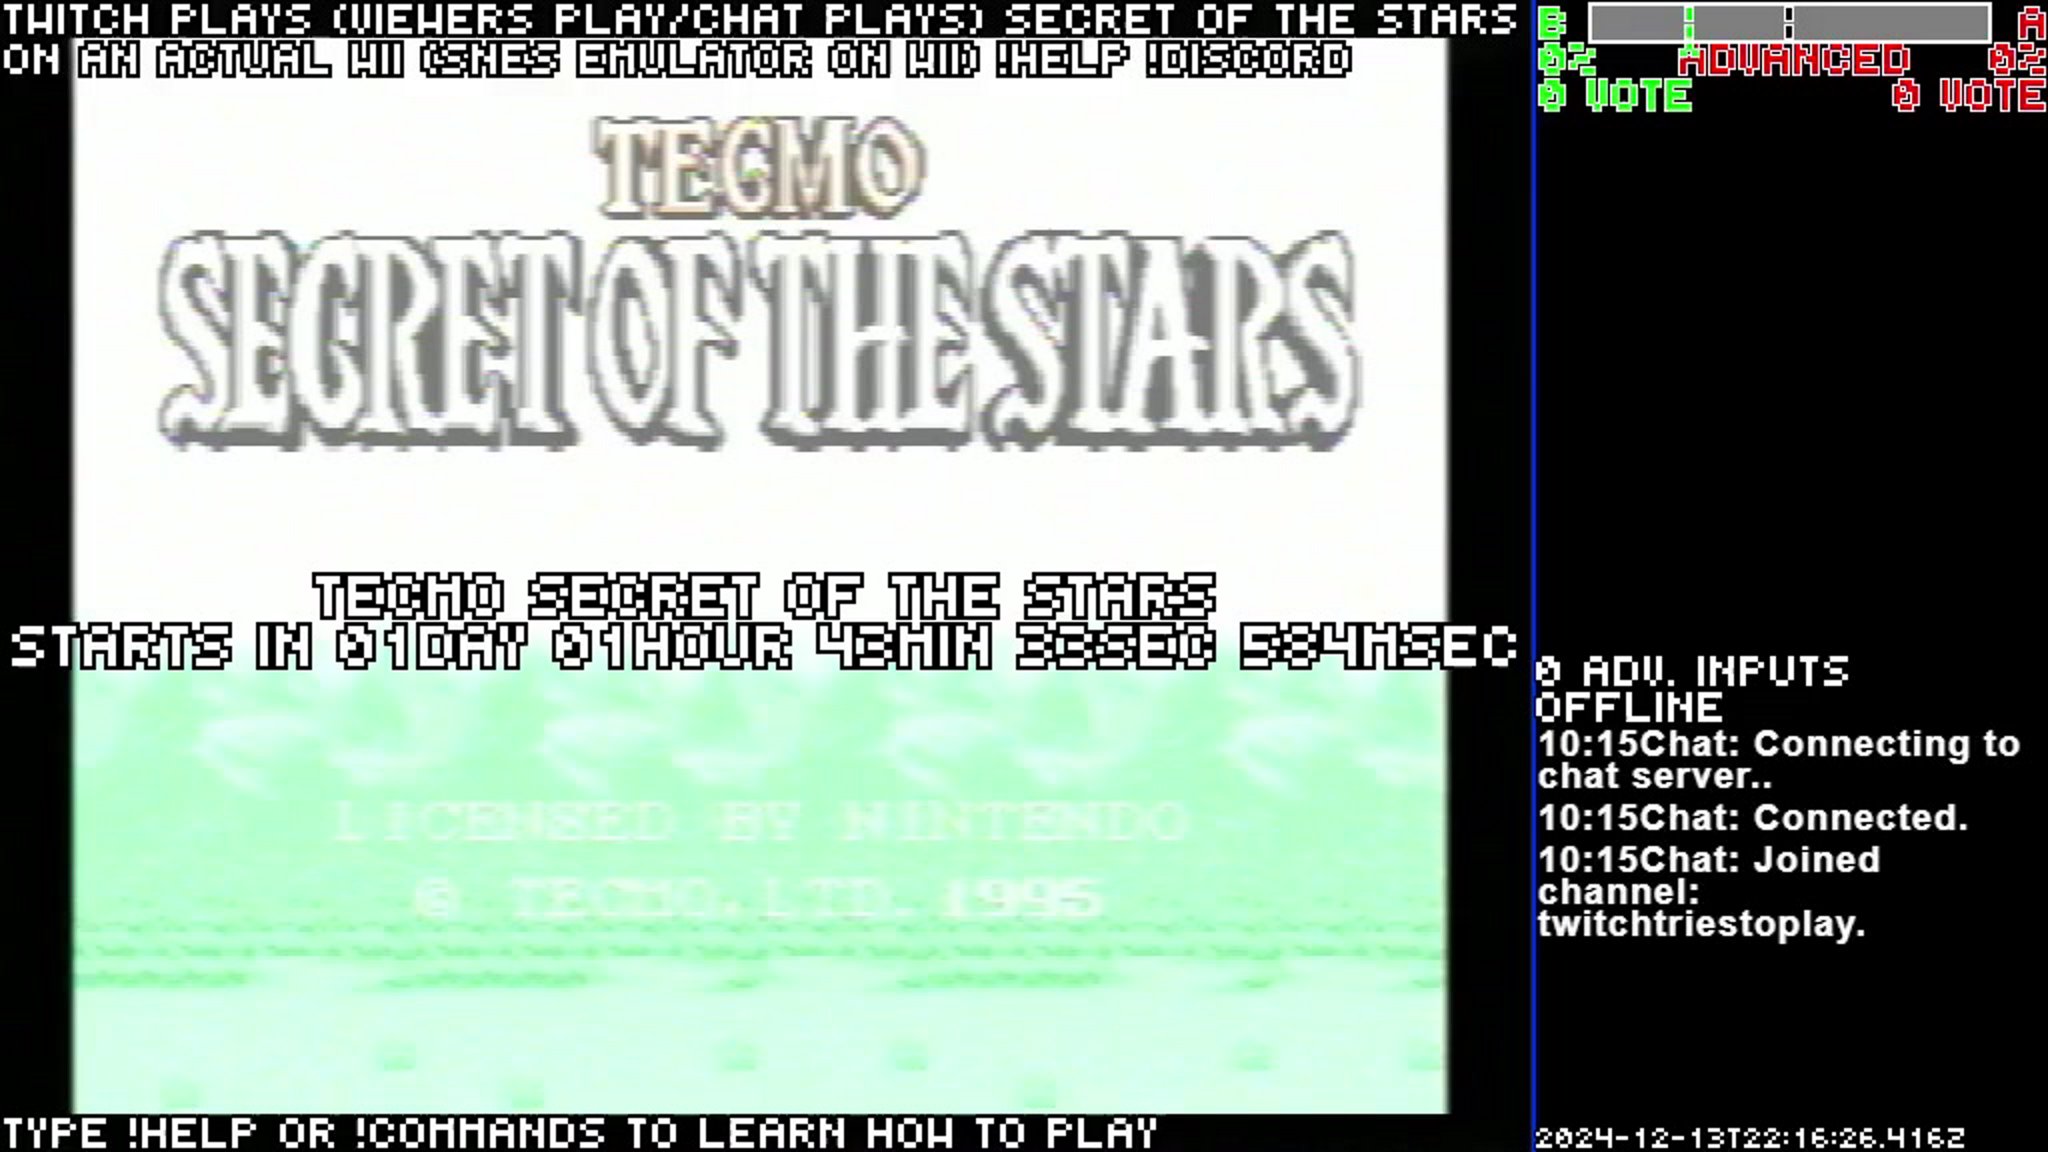 TWITCH PLAYS (VIEWERS PLAY/CHAT PLAYS) SECRET OF THE STARS
ON AN ACTUAL WII (SNES EMULATOR ON WII) !HELP !DISCORD
TECMO
SECRET OF THE STARS
TECMO SECRET OF THE STARS
STARTS IN 01DAY 01HOUR 43MIN 33SEC 584MSEC
LICENSED BY NINTENDO
© TECMO,LTD. 1995
TYPE !HELP OR !COMMANDS TO LEARN HOW TO PLAY
B A
0% ADVANCED 0%
0 VOTE 0 VOTE
0 ADV. INPUTS
OFFLINE
10:15Chat: Connecting to
chat server..
10:15Chat: Connected.
10:15Chat: Joined
channel:
twitchtriestoplay.
2024-12-13T22:16:26.416Z